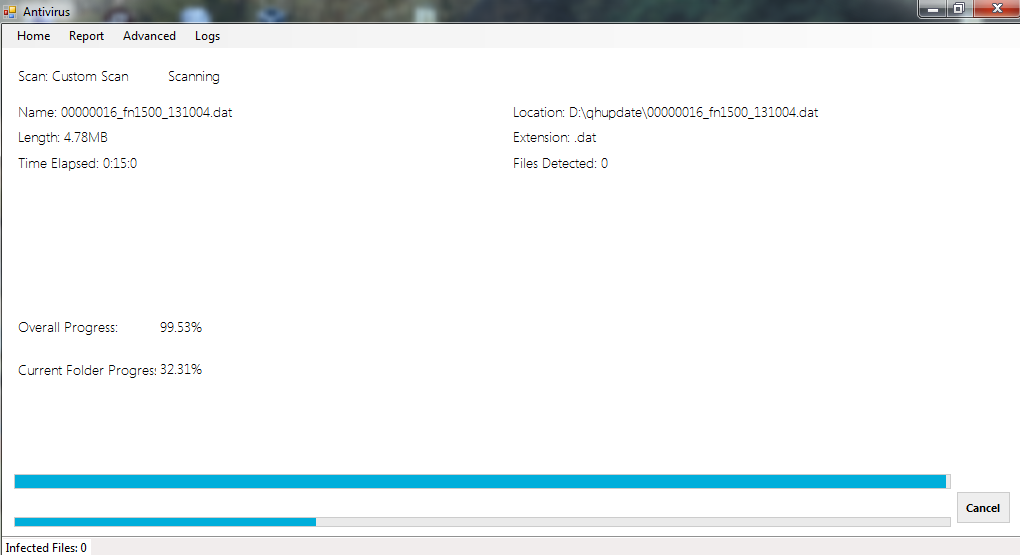 Antivirus
Home Report Advanced Logs
Scan: Custom Scan Scanning
Name: 00000016_fn1500_131004.dat Location: D:\qhupdate\00000016_fn1500_131004.dat
Length: 4.78MB Extension: .dat
Time Elapsed: 0:15:0 Files Detected: 0
Overall Progress: 99.53%
Current Folder Progres: 32.31%
Cancel
Infected Files: 0